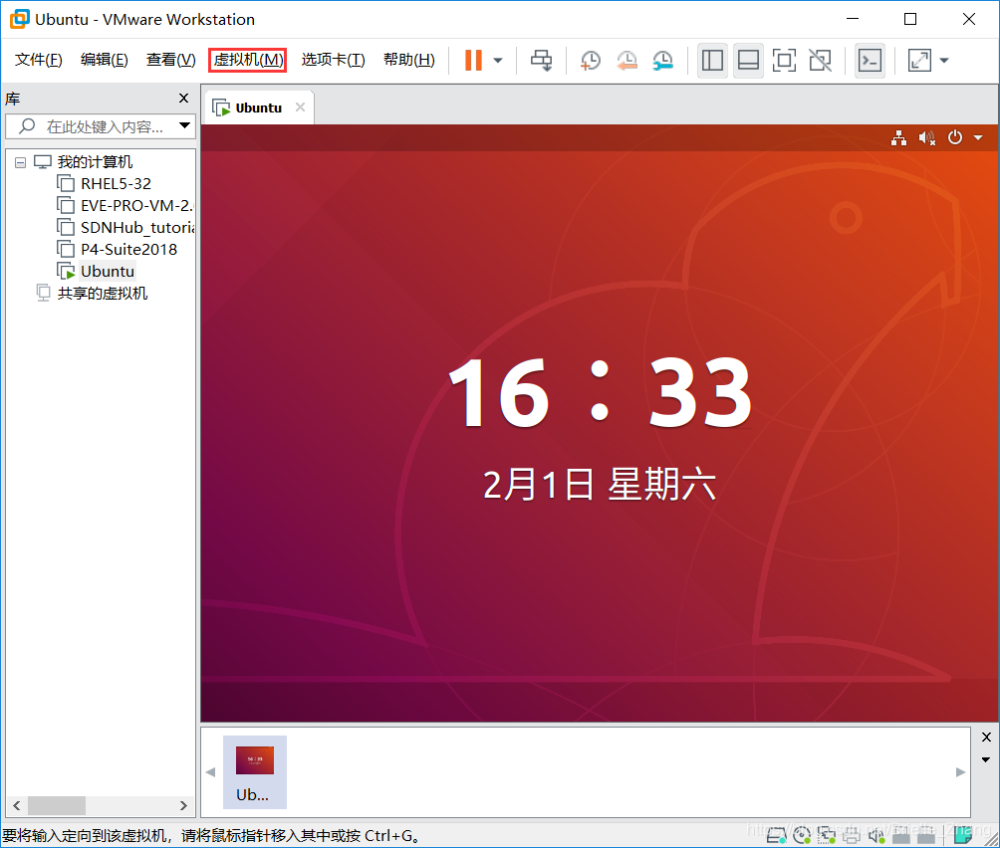 Ubuntu - VMware Workstation
文件(F) 编辑(E) 查看(V) 虚拟机(M) 选项卡(T) 帮助(H)
库
在此处键入内容...
我的计算机
RHEL5-32
EVE-PRO-VM-2.
SDNHub_tutoria
P4-Suite2018
Ubuntu
共享的虚拟机
Ubuntu
16：33
2月1日 星期六
16:33
Ub...
要将输入定向到该虚拟机，请将鼠标指针移入其中或按 Ctrl+G。